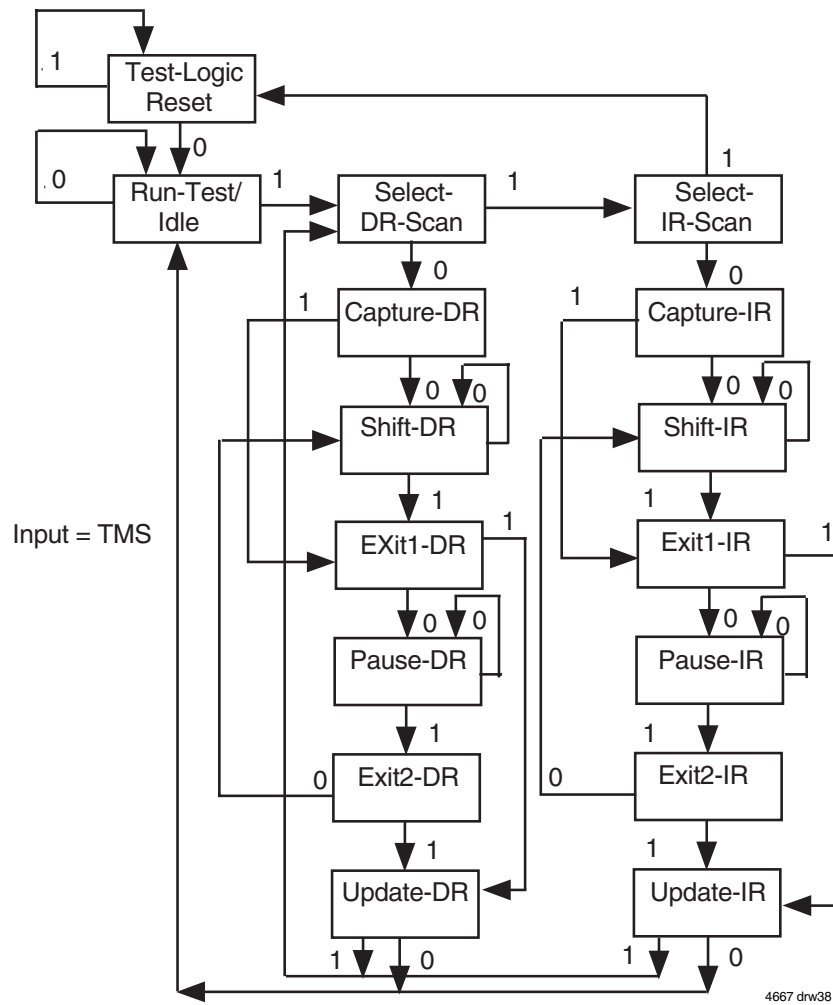 .1
Test-Logic
Reset
0
.0
Run-Test/
Idle
1
Select-
DR-Scan
1
Select-
IR-Scan
1
0
0
1
Capture-DR
1
Capture-IR
0
0
0
0
Shift-DR
Shift-IR
1
1
Input = TMS
EXit1-DR
1
Exit1-IR
1
0
0
0
0
Pause-DR
Pause-IR
1
1
0
Exit2-DR
0
Exit2-IR
1
1
Update-DR
Update-IR
1
0
1
0
4667 drw38